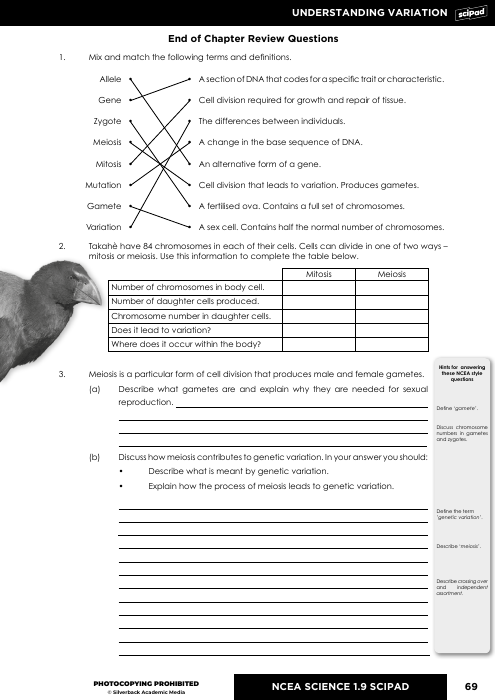 UNDERSTANDING VARIATION
scipad
End of Chapter Review Questions
1. Mix and match the following terms and definitions.
Allele A section of DNA that codes for a specific trait or characteristic.
Gene Cell division required for growth and repair of tissue.
Zygote The differences between individuals.
Meiosis A change in the base sequence of DNA.
Mitosis An alternative form of a gene.
Mutation Cell division that leads to variation. Produces gametes.
Gamete A fertilised ova. Contains a full set of chromosomes.
Variation A sex cell. Contains half the normal number of chromosomes.
2. Takahē have 84 chromosomes in each of their cells. Cells can divide in one of two ways –
mitosis or meiosis. Use this information to complete the table below.
Mitosis Meiosis
Number of chromosomes in body cell.
Number of daughter cells produced.
Chromosome number in daughter cells.
Does it lead to variation?
Where does it occur within the body?
3. Meiosis is a particular form of cell division that produces male and female gametes.
(a) Describe what gametes are and explain why they are needed for sexual
reproduction.
(b) Discuss how meiosis contributes to genetic variation. In your answer you should:
• Describe what is meant by genetic variation.
• Explain how the process of meiosis leads to genetic variation.
Hints for answering
these NCEA style
questions
Define 'gamete'.
Discuss chromosome
numbers in gametes
and zygotes.
Define the term
'genetic variation'.
Describe 'meiosis'.
Describe crossing over
and independent
assortment.
PHOTOCOPYING PROHIBITED
© Silverback Academic Media
NCEA SCIENCE 1.9 SCIPAD
69